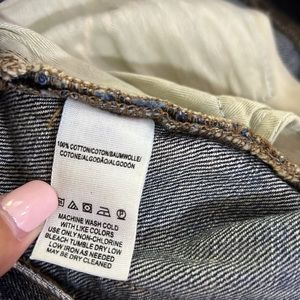 100% COTTON/COTON/BAUMWOLLE/
COTONE/ALGODÃO/ALGODÓN
MACHINE WASH COLD
WITH LIKE COLORS
USE ONLY NON-CHLORINE
BLEACH TUMBLE DRY LOW
LOW IRON AS NEEDED
MAY BE DRY CLEANED